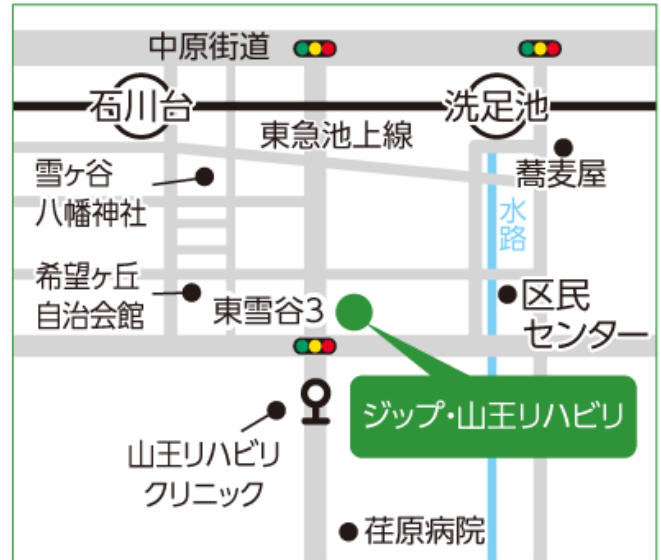 中原街道
石川台
洗足池
東急池上線
蕎麦屋
雪ヶ谷
八幡神社
水路
希望ヶ丘
自治会館
東雪谷3
区民
センター
ジップ・山王リハビリ
山王リハビリ
クリニック
荏原病院